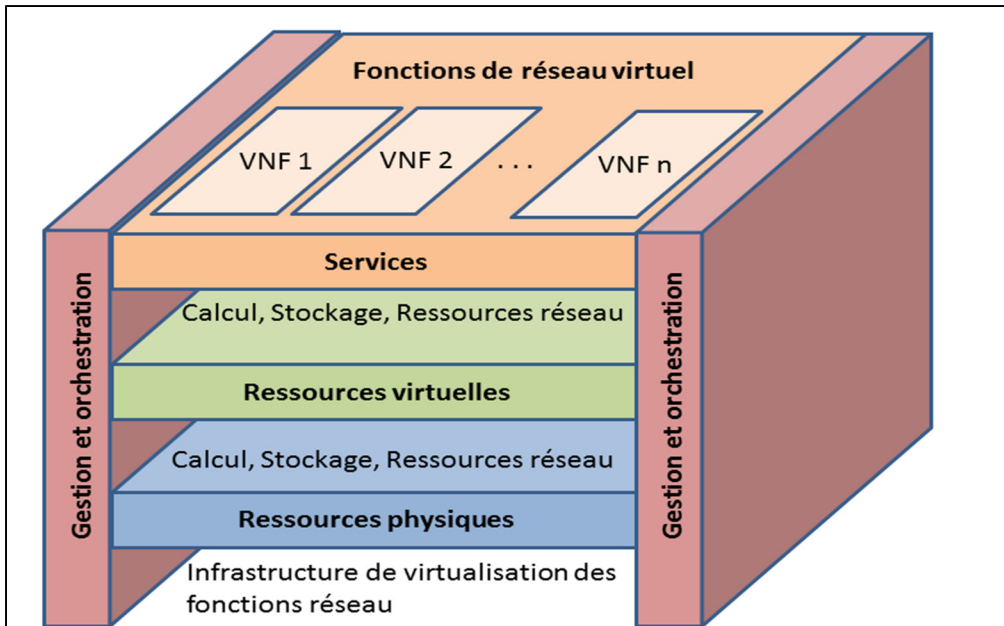 Fonctions de réseau virtuel
VNF 1
VNF 2
. . .
VNF n
Services
Calcul, Stockage, Ressources réseau
Ressources virtuelles
Calcul, Stockage, Ressources réseau
Ressources physiques
Infrastructure de virtualisation des
fonctions réseau
Gestion et orchestration
Gestion et orchestration